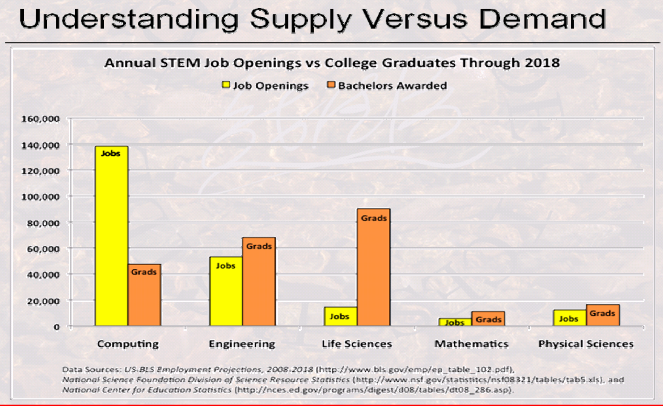 Understanding Supply Versus Demand
Annual STEM Job Openings vs College Graduates Through 2018
Job Openings Bachelors Awarded
160,000
140,000
120,000
100,000
80,000
60,000
40,000
20,000
0
Jobs
Grads
Jobs
Grads
Jobs
Grads
Jobs
Grads
Jobs
Grads
Computing Engineering Life Sciences Mathematics Physical Sciences
Data Sources: US-BLS Employment Projections, 2008-2018 (http://www.bls.gov/emp/ep_table_102.pdf),
National Science Foundation Division of Science Resource Statistics (http://www.nsf.gov/statistics/nsf08321/tables/tab5.xls), and
National Center for Education Statistics (http://nces.ed.gov/programs/digest/d08/tables/dt08_286.asp).